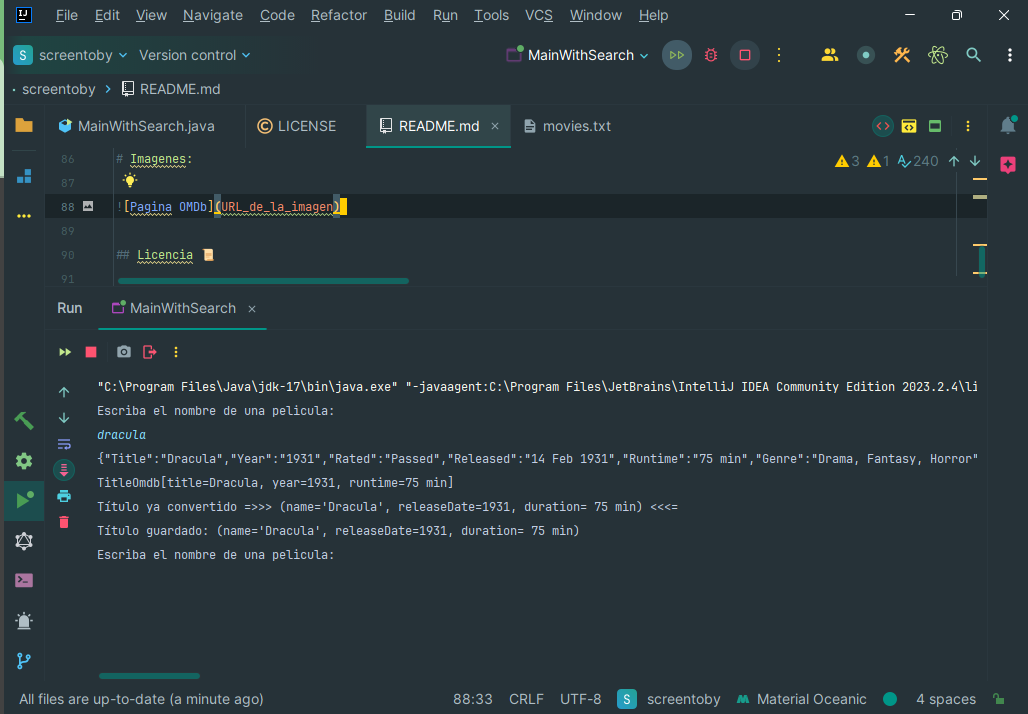 File Edit View Navigate Code Refactor Build Run Tools VCS Window Help
S screentoby Version control MainWithSearch
screentoby README.md
MainWithSearch.java LICENSE README.md movies.txt
86 # Imagenes: 3 1 240
87
88 ![Pagina OMDb](URL_de_la_imagen)
89
90 ## Licencia 📜
91
Run MainWithSearch
"C:\Program Files\Java\jdk-17\bin\java.exe" "-javaagent:C:\Program Files\JetBrains\IntelliJ IDEA Community Edition 2023.2.4\li
Escriba el nombre de una pelicula:
dracula
{"Title":"Dracula","Year":"1931","Rated":"Passed","Released":"14 Feb 1931","Runtime":"75 min","Genre":"Drama, Fantasy, Horror"
TitleOmdb[title=Dracula, year=1931, runtime=75 min]
Título ya convertido =>>> (name='Dracula', releaseDate=1931, duration= 75 min) <<<=
Título guardado: (name='Dracula', releaseDate=1931, duration= 75 min)
Escriba el nombre de una pelicula:
All files are up-to-date (a minute ago) 88:33 CRLF UTF-8 S screentoby Material Oceanic 4 spaces